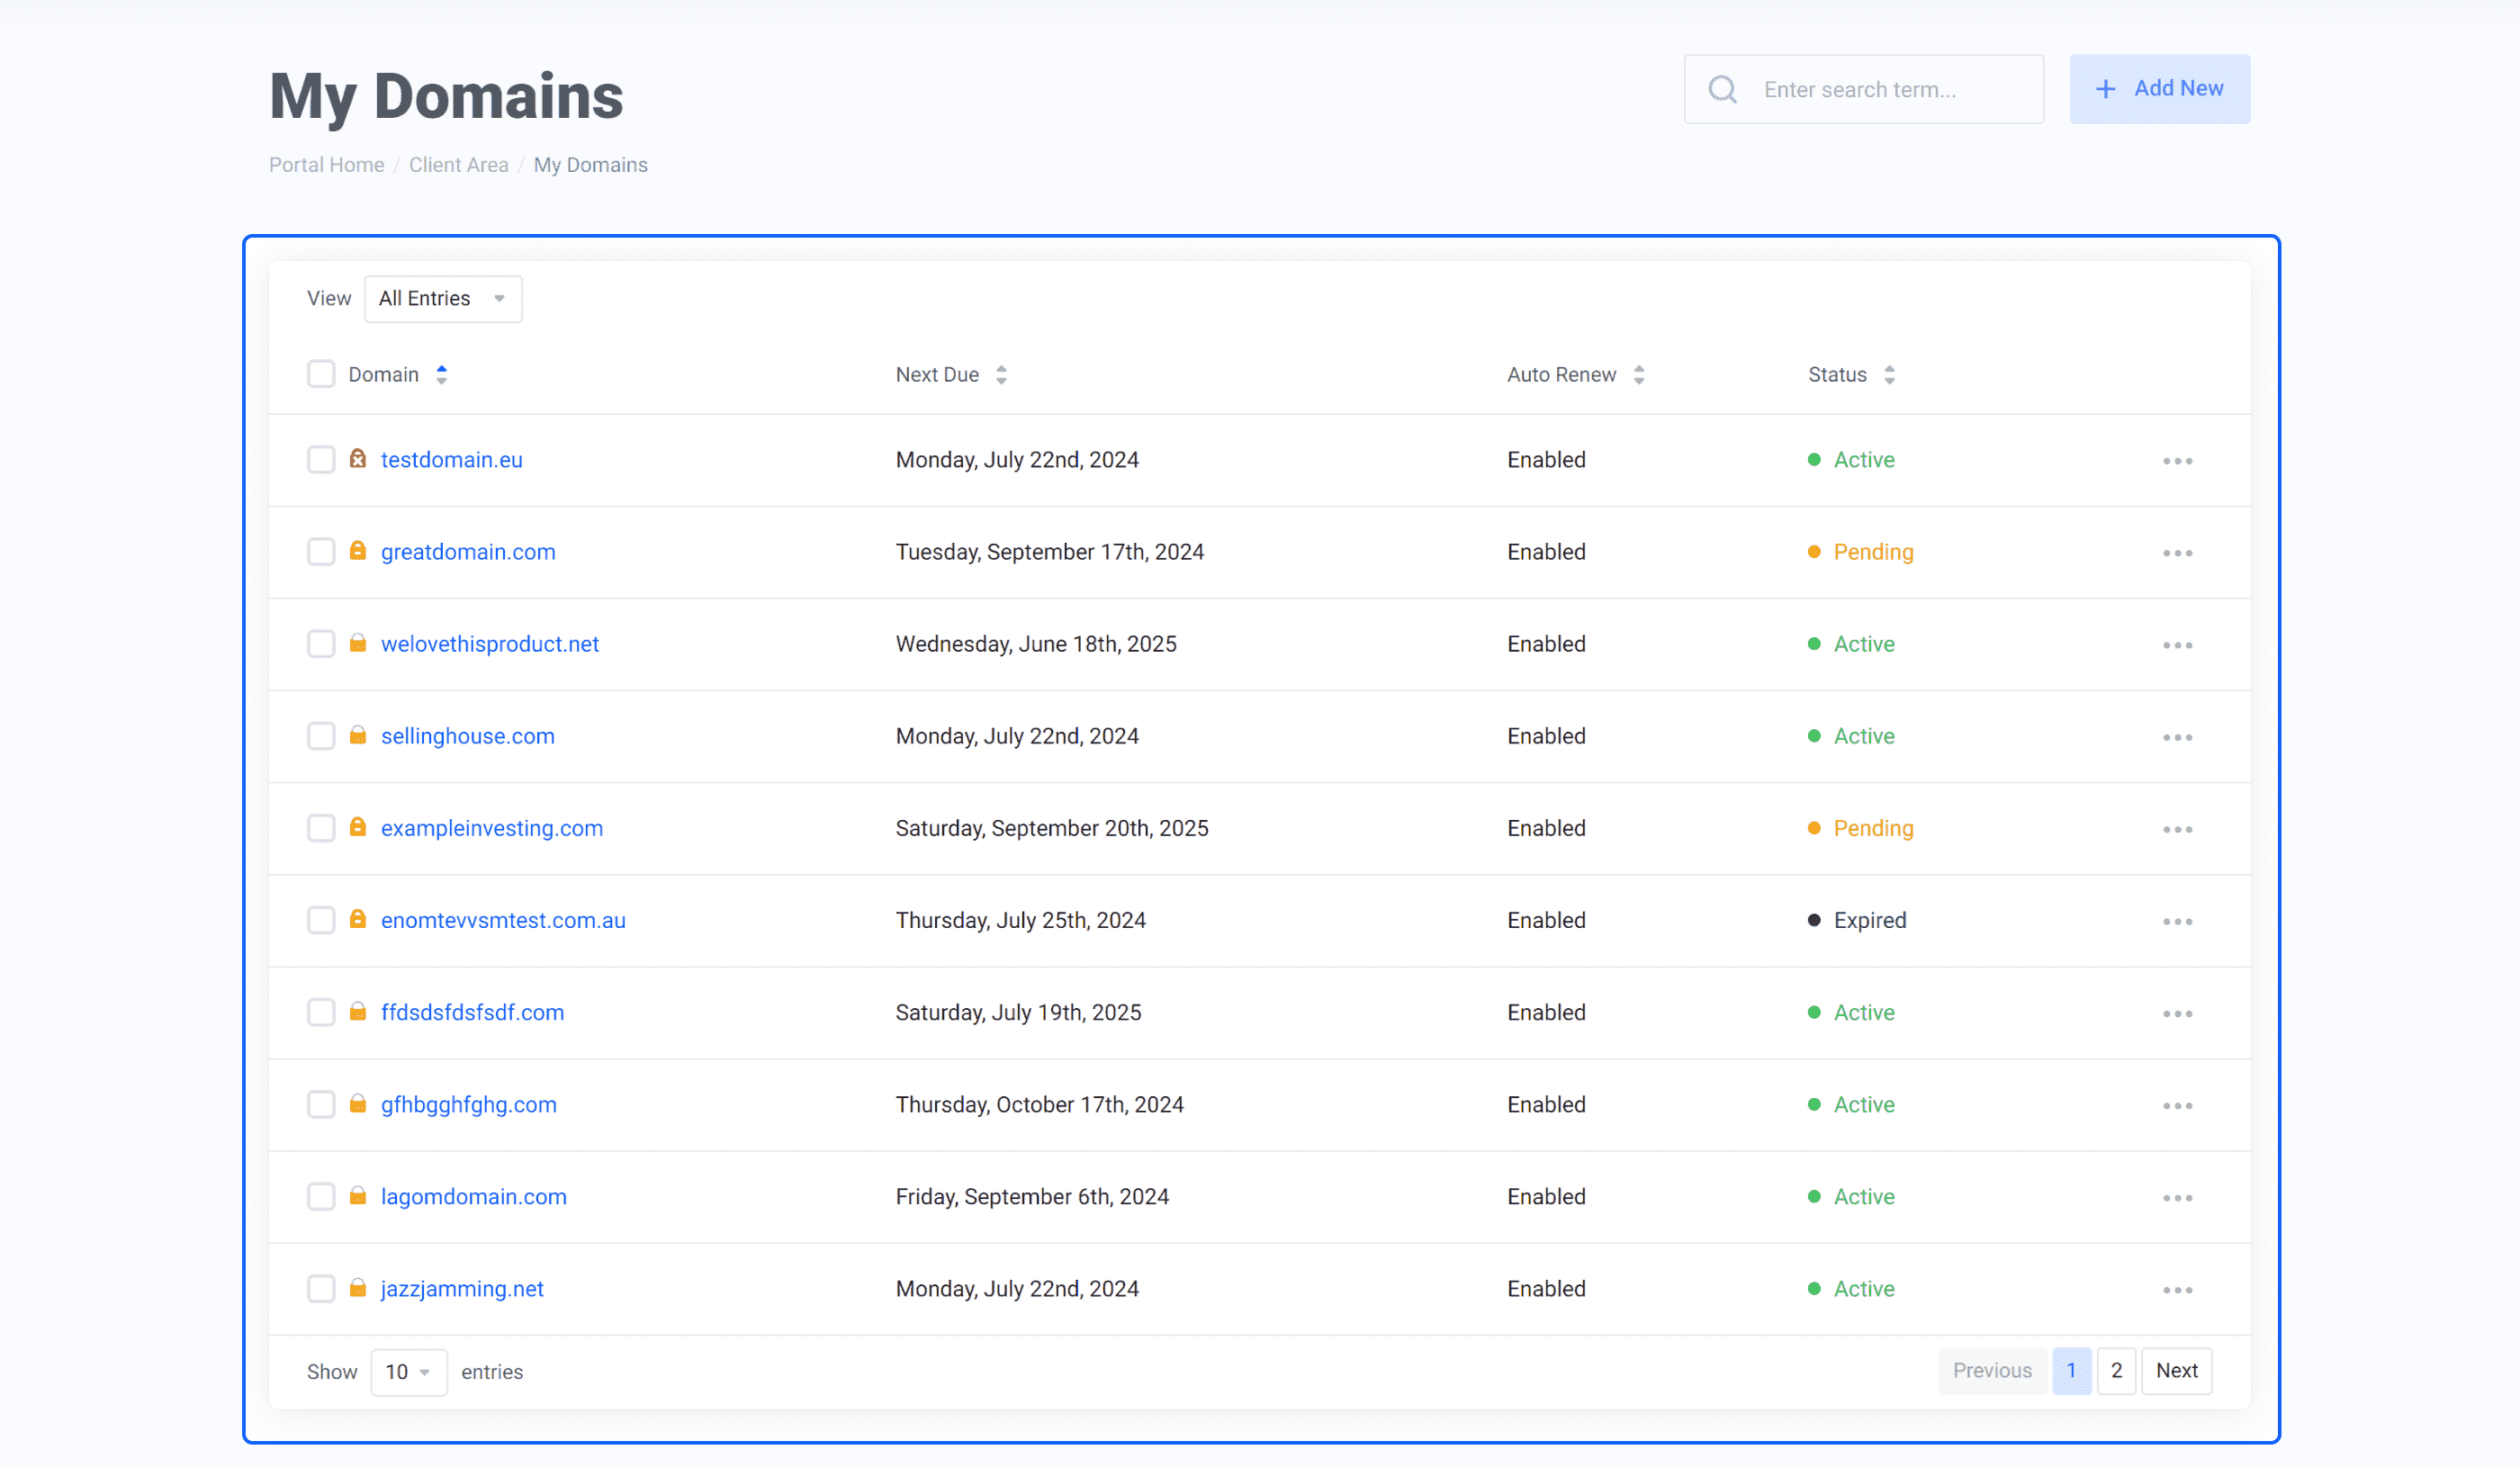 My Domains
Enter search term...
+ Add New
Portal Home / Client Area / My Domains
View All Entries
Domain Next Due Auto Renew Status
testdomain.eu Monday, July 22nd, 2024 Enabled Active
greatdomain.com Tuesday, September 17th, 2024 Enabled Pending
welovethisproduct.net Wednesday, June 18th, 2025 Enabled Active
sellinghouse.com Monday, July 22nd, 2024 Enabled Active
exampleinvesting.com Saturday, September 20th, 2025 Enabled Pending
enomtevvsmtest.com.au Thursday, July 25th, 2024 Enabled Expired
ffdsdsfdsfsdf.com Saturday, July 19th, 2025 Enabled Active
gfhbgghfghg.com Thursday, October 17th, 2024 Enabled Active
lagomdomain.com Friday, September 6th, 2024 Enabled Active
jazzjamming.net Monday, July 22nd, 2024 Enabled Active
Show 10 entries Previous 1 2 Next